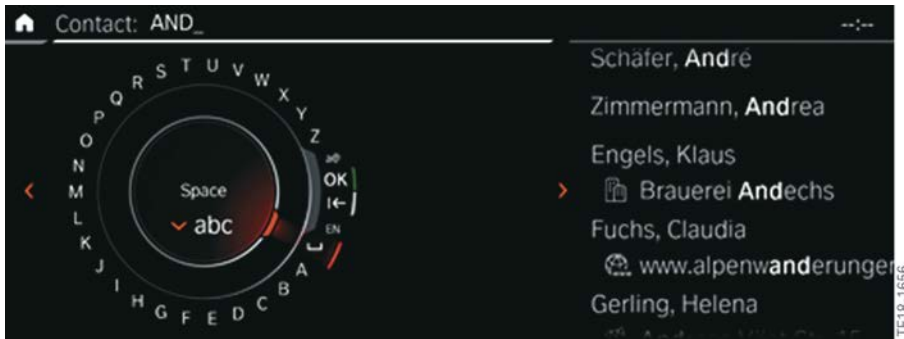 Contact: AND_
--:--
A B C D E F G H I J K L M N O P Q R S T U V W X Y Z
a@
OK
EN
Space
abc
Schäfer, André
Zimmermann, Andrea
Engels, Klaus
Brauerei Andechs
Fuchs, Claudia
www.alpenwanderunger
Gerling, Helena
TF18-1656